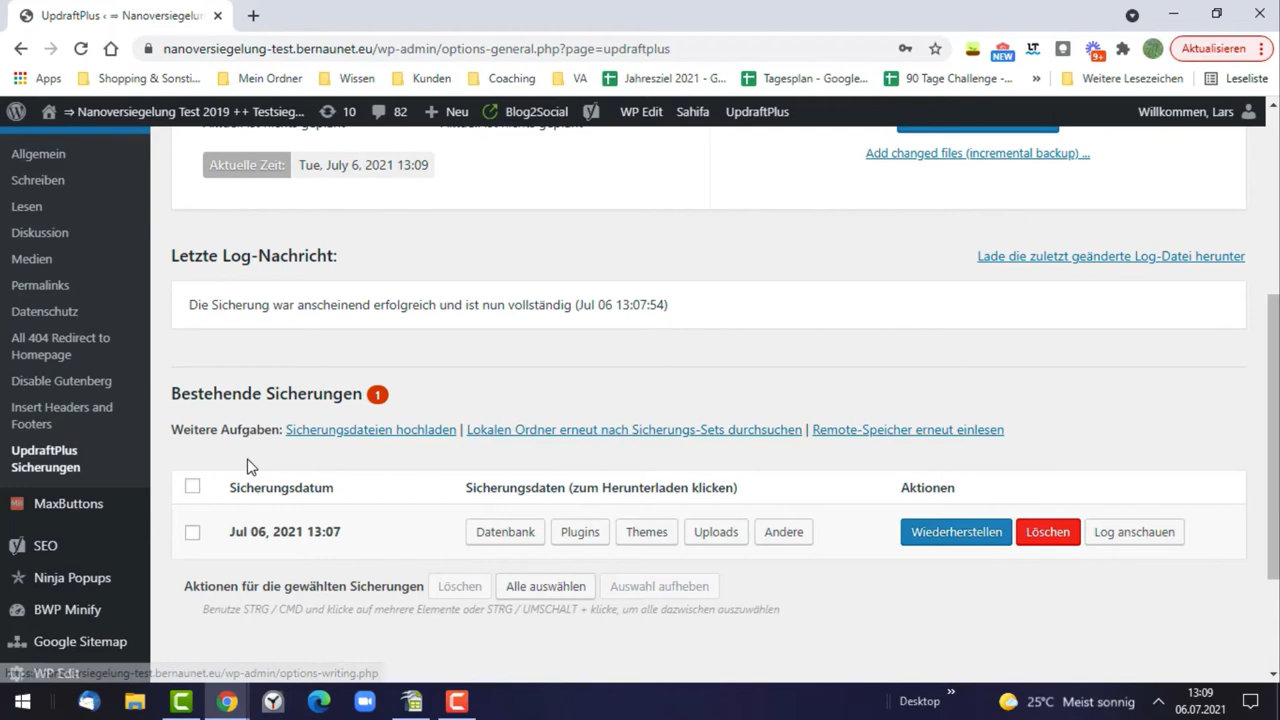 UpdraftPlus ‹ ⇒ Nanoversiegelung
nanoversiegelung-test.bernaunet.eu/wp-admin/options-general.php?page=updraftplus
NEW
9+
Aktualisieren
Apps
Shopping & Sonsti...
Mein Ordner
Wissen
Kunden
Coaching
VA
Jahresziel 2021 - G...
Tagesplan - Google...
90 Tage Challenge -...
»
Weitere Lesezeichen
Leseliste
⇒ Nanoversiegelung Test 2019 ++ Testsieg...
10
82
Neu
Blog2Social
WP Edit
Sahifa
UpdraftPlus
Willkommen, Lars
Allgemein
Schreiben
Lesen
Diskussion
Medien
Permalinks
Datenschutz
All 404 Redirect to
Homepage
Disable Gutenberg
Insert Headers and
Footers
UpdraftPlus
Sicherungen
MaxButtons
SEO
Ninja Popups
BWP Minify
Google Sitemap
WP Edit
Aktuelle Zeit: Tue, July 6, 2021 13:09
Add changed files (incremental backup) ...
Letzte Log-Nachricht:
Lade die zuletzt geänderte Log-Datei herunter
Die Sicherung war anscheinend erfolgreich und ist nun vollständig (Jul 06 13:07:54)
Bestehende Sicherungen 1
Weitere Aufgaben: Sicherungsdateien hochladen | Lokalen Ordner erneut nach Sicherungs-Sets durchsuchen | Remote-Speicher erneut einlesen
Sicherungsdatum
Sicherungsdaten (zum Herunterladen klicken)
Aktionen
Jul 06, 2021 13:07
Datenbank
Plugins
Themes
Uploads
Andere
Wiederherstellen
Löschen
Log anschauen
Aktionen für die gewählten Sicherungen
Löschen
Alle auswählen
Auswahl aufheben
Benutze STRG / CMD und klicke auf mehrere Elemente oder STRG / UMSCHALT + klicke, um alle dazwischen auszuwählen
Desktop
»
25°C Meist sonnig
13:09
06.07.2021